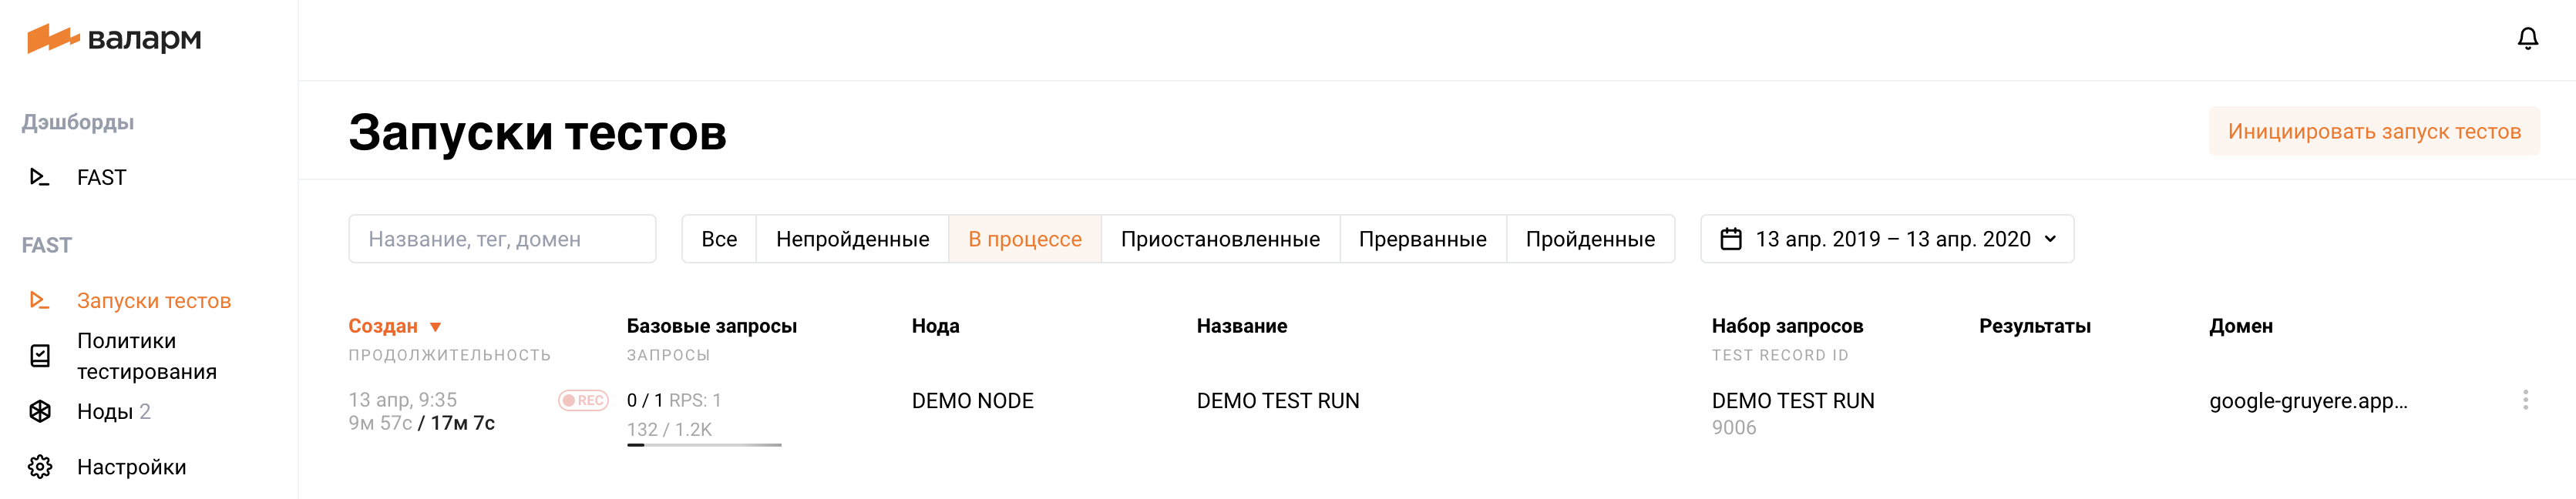 валарм
Дэшборды
FAST
FAST
Запуски тестов
Политики
тестирования
Ноды 2
Настройки
Запуски тестов
Инициировать запуск тестов
Название, тег, домен
Все Непройденные В процессе Приостановленные Прерванные Пройденные
13 апр. 2019 – 13 апр. 2020
Создан ▼ Базовые запросы Нода Название Набор запросов Результаты Домен
ПРОДОЛЖИТЕЛЬНОСТЬ ЗАПРОСЫ TEST RECORD ID
13 апр, 9:35 REC 0 / 1 RPS: 1 DEMO NODE DEMO TEST RUN DEMO TEST RUN google-gruyere.app...
9м 57с / 17м 7с 132 / 1.2K 9006